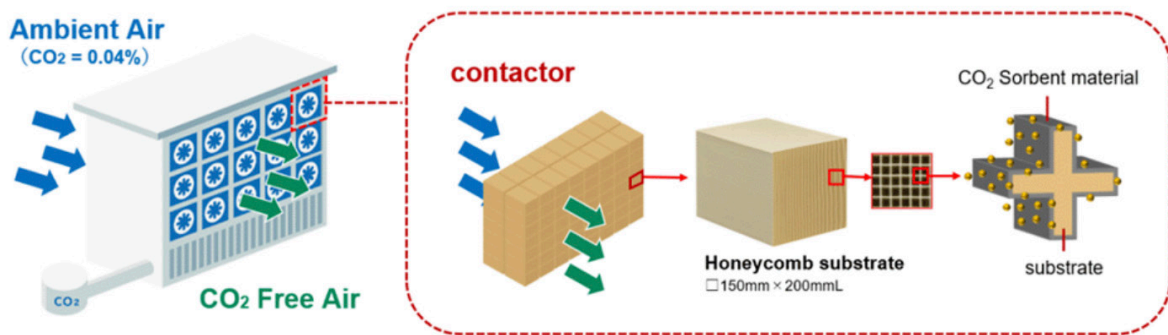 Ambient Air
(CO₂ = 0.04%)
CO₂
CO₂ Free Air
contactor
Honeycomb substrate
□150mm×200mmL
CO₂ Sorbent material
substrate